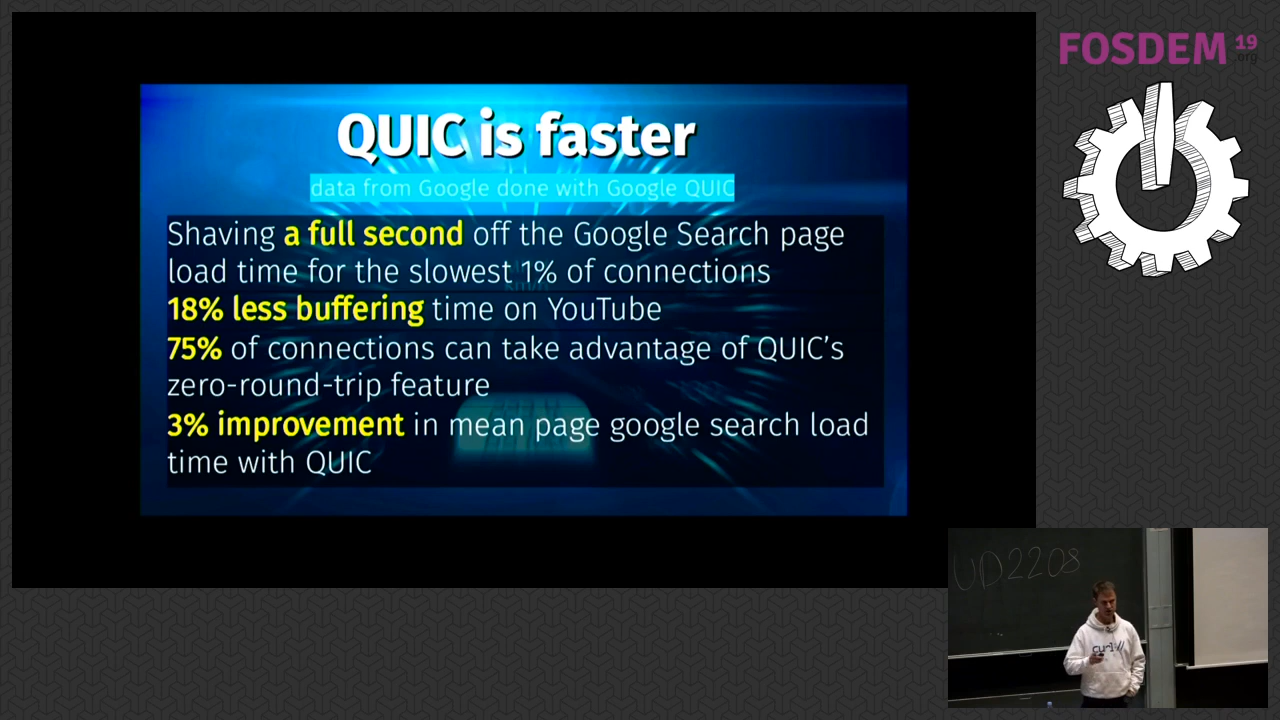 FOSDEM 19
.org
QUIC is faster
data from Google done with Google QUIC
Shaving a full second off the Google Search page
load time for the slowest 1% of connections
18% less buffering time on YouTube
75% of connections can take advantage of QUIC’s
zero-round-trip feature
3% improvement in mean page google search load
time with QUIC
UD2208
curl://